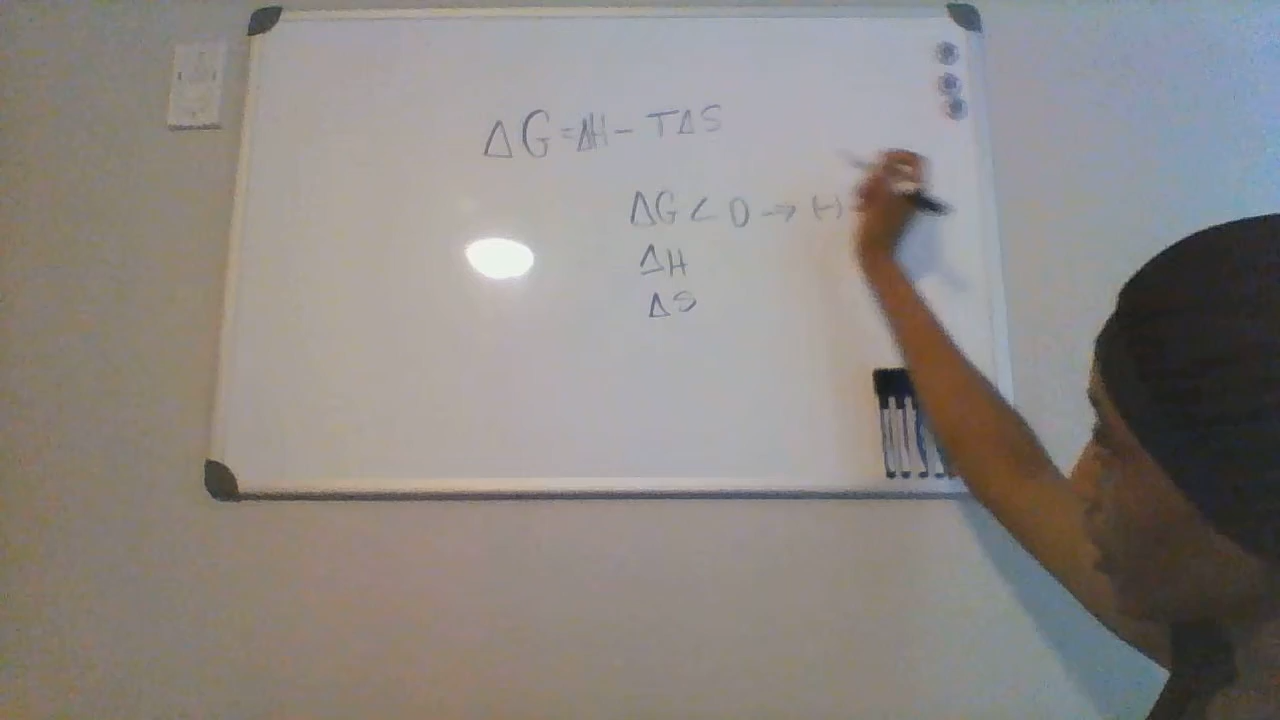 ΔG = ΔH - TΔS
ΔG < 0 → (-)
ΔH
ΔS